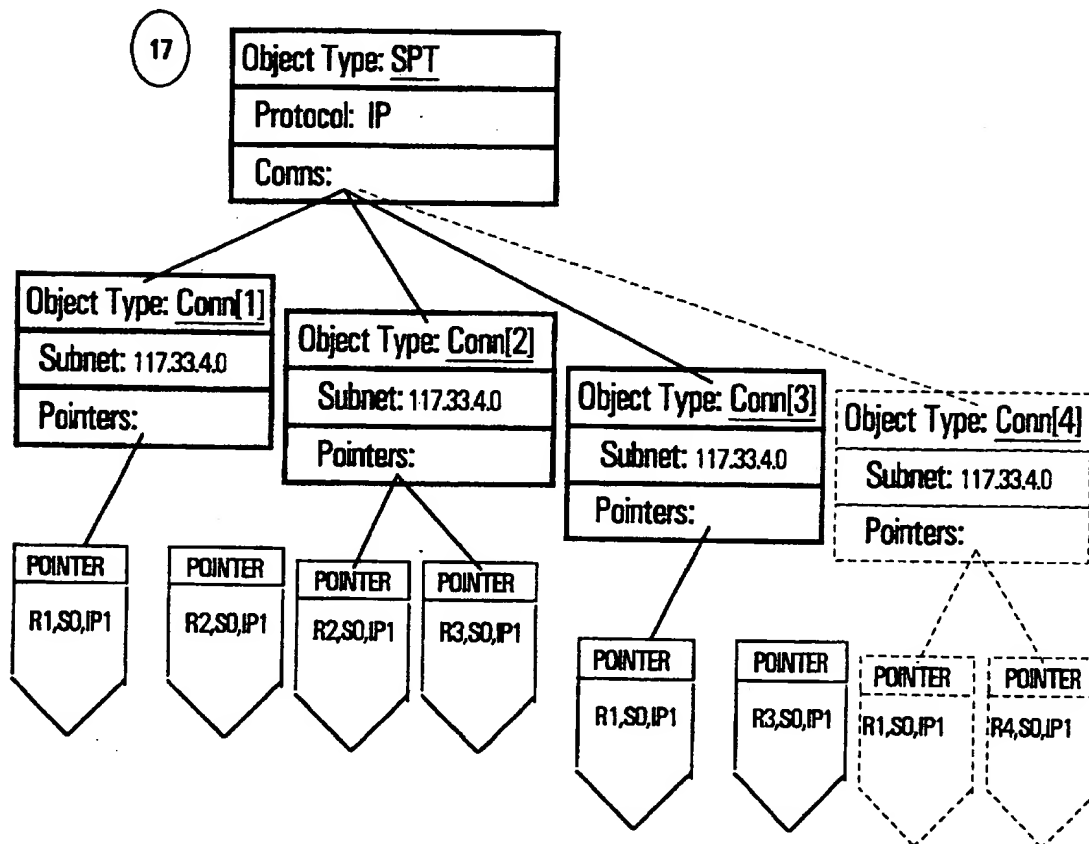 17
Object Type: SPT
Protocol: IP
Conns:
Object Type: Conn[1]
Subnet: 117.33.4.0
Pointers:
Object Type: Conn[2]
Subnet: 117.33.4.0
Pointers:
Object Type: Conn[3]
Subnet: 117.33.4.0
Pointers:
Object Type: Conn[4]
Subnet: 117.33.4.0
Pointers:
POINTER
R1,S0,IP1
POINTER
R2,S0,IP1
POINTER
R2,S0,IP1
POINTER
R3,S0,IP1
POINTER
R1,S0,IP1
POINTER
R3,S0,IP1
POINTER
R1,S0,IP1
POINTER
R4,S0,IP1